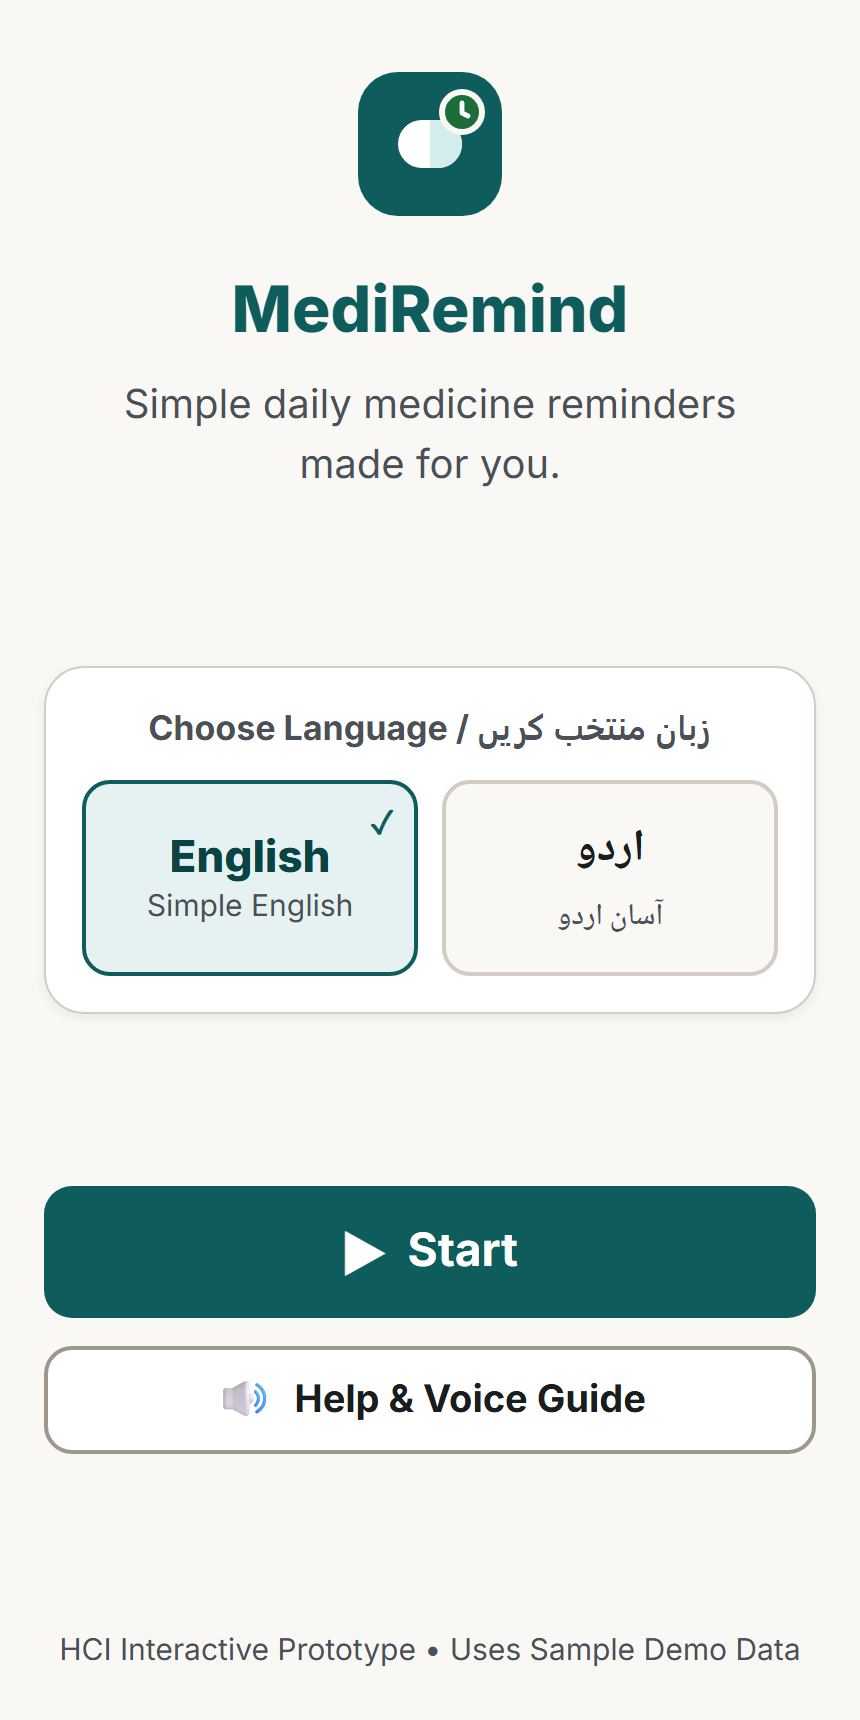 MediRemind
Simple daily medicine reminders
made for you.
Choose Language / زبان منتخب کریں
English
Simple English
اردو
آسان اردو
Start
Help & Voice Guide
HCI Interactive Prototype • Uses Sample Demo Data